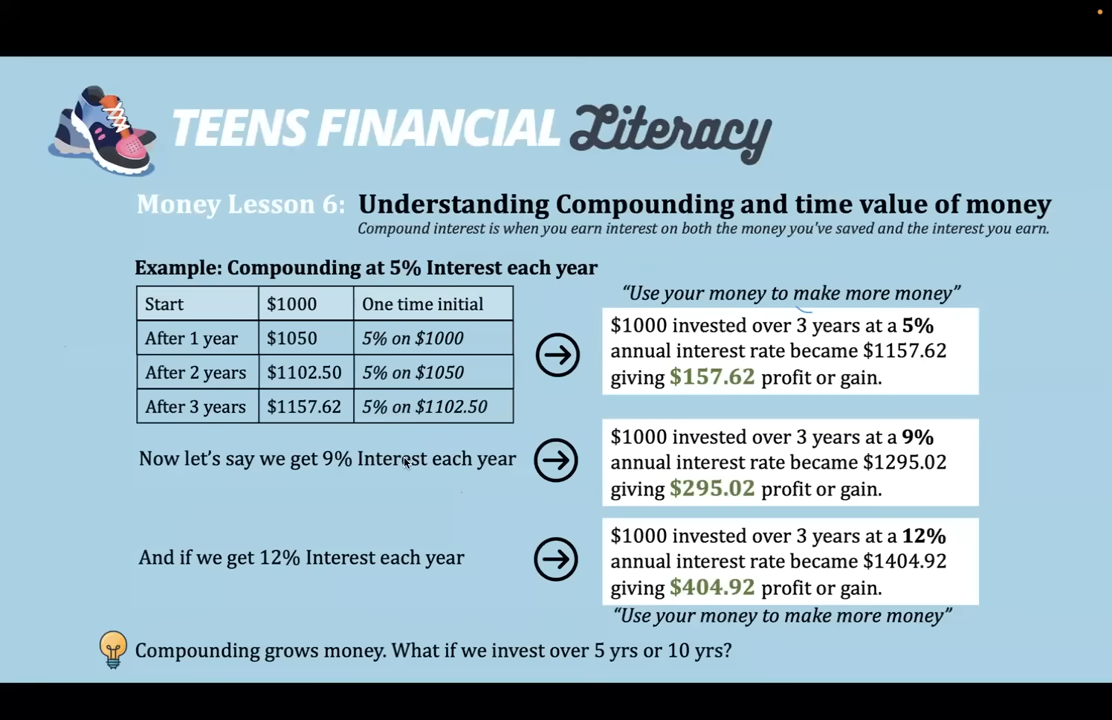 TEENS FINANCIAL Literacy
Money Lesson 6: Understanding Compounding and time value of money
Compound interest is when you earn interest on both the money you've saved and the interest you earn.
Example: Compounding at 5% Interest each year
Start $1000 One time initial
After 1 year $1050 5% on $1000
After 2 years $1102.50 5% on $1050
After 3 years $1157.62 5% on $1102.50
“Use your money to make more money”
$1000 invested over 3 years at a 5%
annual interest rate became $1157.62
giving $157.62 profit or gain.
Now let’s say we get 9% Interest each year
$1000 invested over 3 years at a 9%
annual interest rate became $1295.02
giving $295.02 profit or gain.
And if we get 12% Interest each year
$1000 invested over 3 years at a 12%
annual interest rate became $1404.92
giving $404.92 profit or gain.
“Use your money to make more money”
Compounding grows money. What if we invest over 5 yrs or 10 yrs?